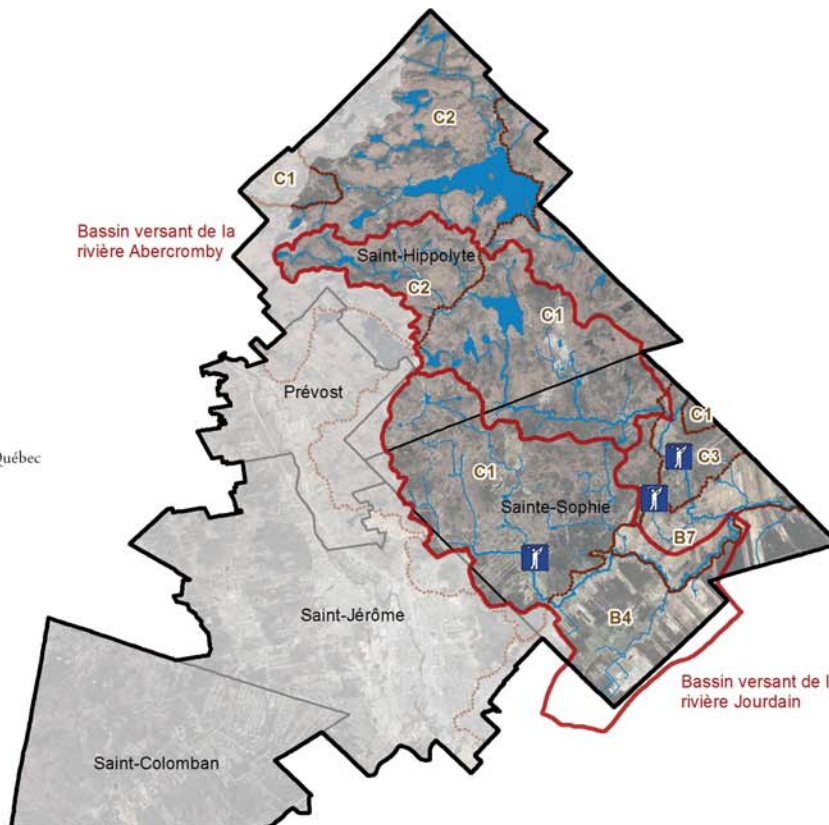 C2
C1
Bassin versant de la
rivière Abercromby
Saint-Hippolyte
C2
C1
Prévost
C1
Québec
C3
C1
Sainte-Sophie
B7
Saint-Jérôme
B4
Bassin versant de l
rivière Jourdain
Saint-Colomban